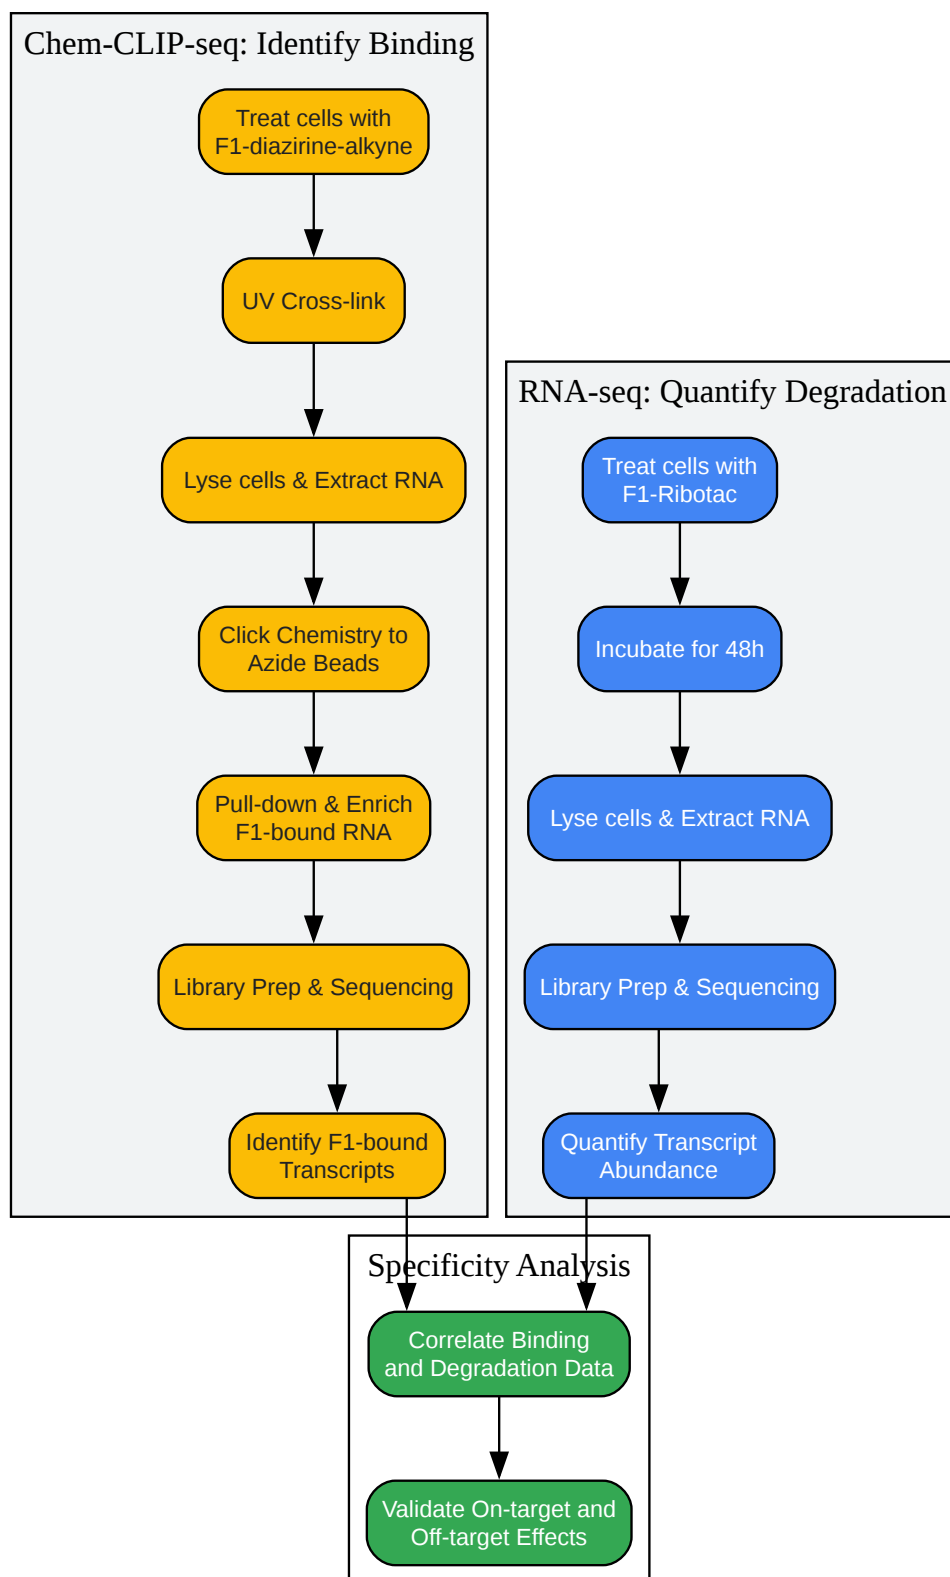 Chem-CLIP-seq: Identify Binding
Treat cells with
F1-diazirine-alkyne
UV Cross-link
Lyse cells & Extract RNA
Click Chemistry to
Azide Beads
Pull-down & Enrich
F1-bound RNA
Library Prep & Sequencing
Identify F1-bound
Transcripts
RNA-seq: Quantify Degradation
Treat cells with
F1-Ribotac
Incubate for 48h
Lyse cells & Extract RNA
Library Prep & Sequencing
Quantify Transcript
Abundance
Specificity Analysis
Correlate Binding
and Degradation Data
Validate On-target and
Off-target Effects